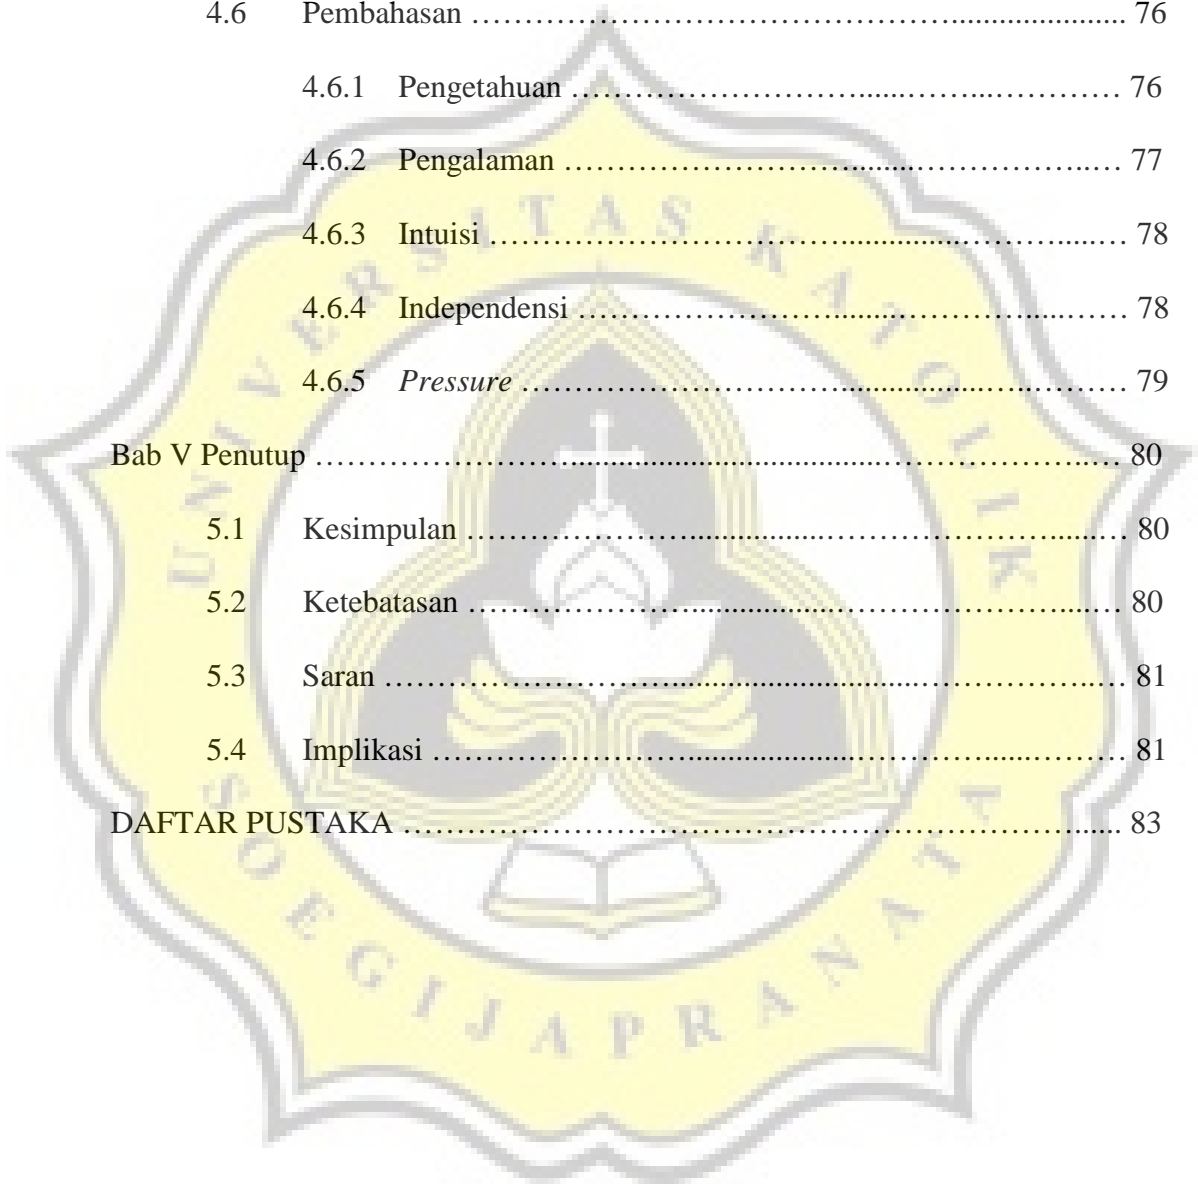 4.6 Pembahasan ……………………………………………………… 76
4.6.1 Pengetahuan ……………………………………………… 76
4.6.2 Pengalaman ……………………………………………… 77
4.6.3 Intuisi ……………………………………………………… 78
4.6.4 Independensi ……………………………………………… 78
4.6.5 Pressure …………………………………………………… 79
Bab V Penutup ……………………………………………………………… 80
5.1 Kesimpulan ……………………………………………………… 80
5.2 Ketebatasan ……………………………………………………… 80
5.3 Saran ……………………………………………………………… 81
5.4 Implikasi ………………………………………………………… 81
DAFTAR PUSTAKA ………………………………………………………… 83
UNIVERSITAS KATOLIK
SOEGIJAPRANATA